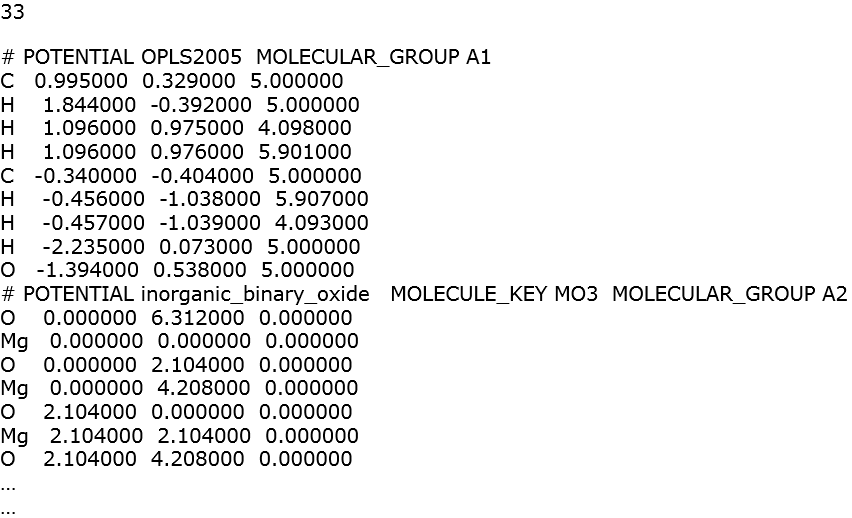 33
# POTENTIAL OPLS2005 MOLECULAR_GROUP A1
C 0.995000 0.329000 5.000000
H 1.844000 -0.392000 5.000000
H 1.096000 0.975000 4.098000
H 1.096000 0.976000 5.901000
C -0.340000 -0.404000 5.000000
H -0.456000 -1.038000 5.907000
H -0.457000 -1.039000 4.093000
H -2.235000 0.073000 5.000000
O -1.394000 0.538000 5.000000
# POTENTIAL inorganic_binary_oxide MOLECULE_KEY MO3 MOLECULAR_GROUP A2
O 0.000000 6.312000 0.000000
Mg 0.000000 0.000000 0.000000
O 0.000000 2.104000 0.000000
Mg 0.000000 4.208000 0.000000
O 2.104000 0.000000 0.000000
Mg 2.104000 2.104000 0.000000
O 2.104000 4.208000 0.000000
...
...